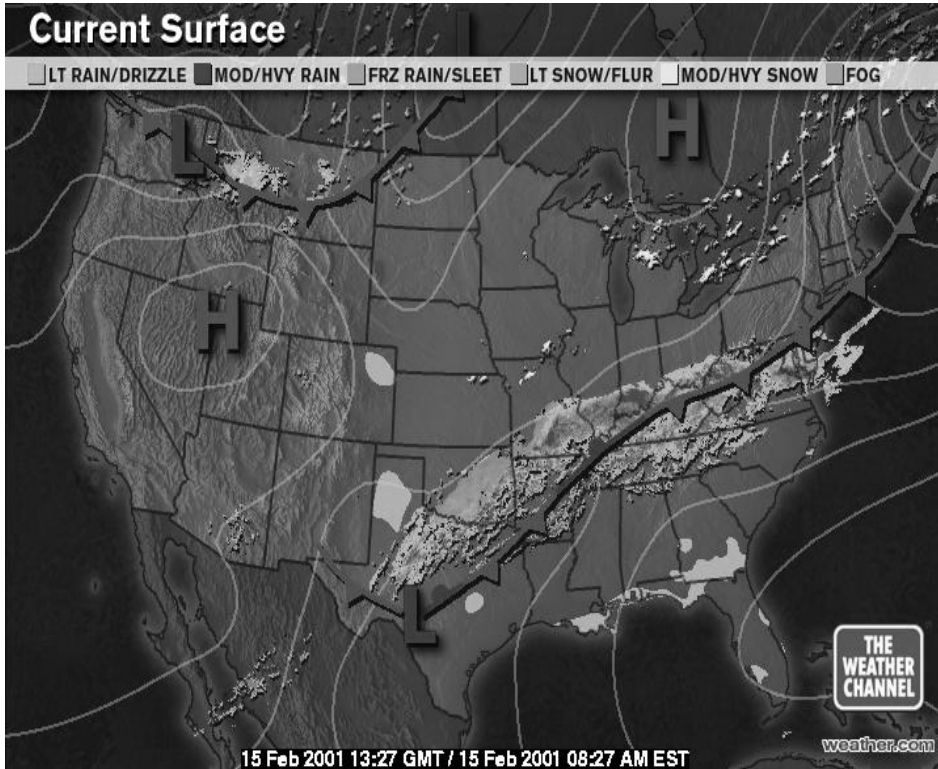 Current Surface
LT RAIN/DRIZZLE MOD/HVY RAIN FRZ RAIN/SLEET LT SNOW/FLUR MOD/HVY SNOW FOG
L
H
L
H
L
THE
WEATHER
CHANNEL
weather.com
15 Feb 2001 13:27 GMT / 15 Feb 2001 08:27 AM EST